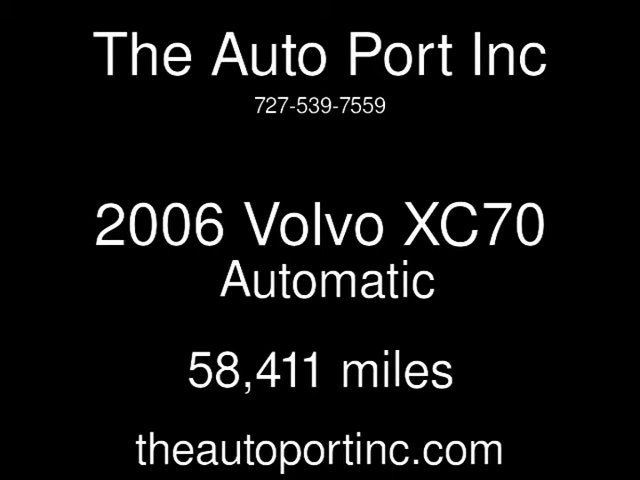 The Auto Port Inc
727-539-7559
2006 Volvo XC70
Automatic
58,411 miles
theautoportinc.com